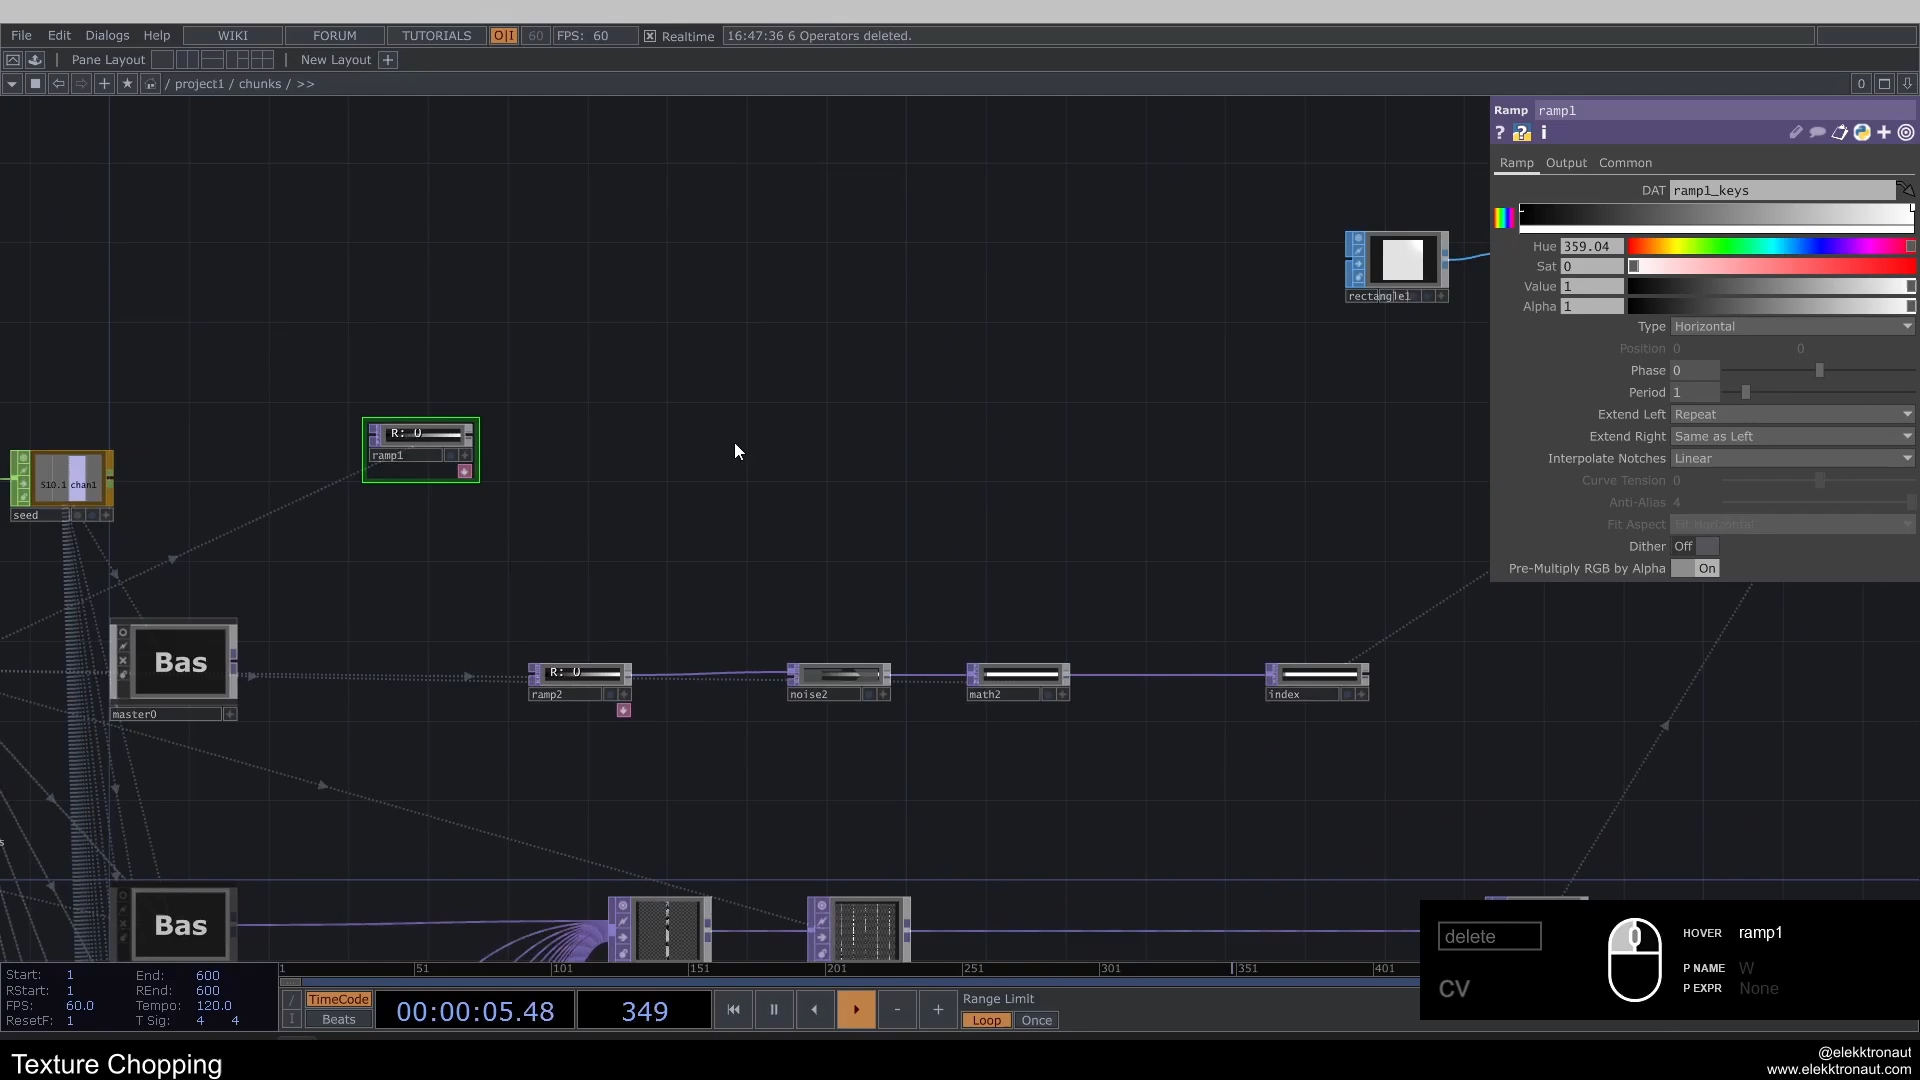 File Edit Dialogs Help WIKI FORUM TUTORIALS O|I 60 FPS: 60 Realtime 16:47:36 6 Operators deleted.
Pane Layout New Layout
/ project1 / chunks / >> 0
Ramp ramp1
? ? i
Ramp Output Common
DAT ramp1_keys
Hue 359.04
Sat 0
Value 1
Alpha 1
Type Horizontal
Position 0 0
Phase 0
Period 1
Extend Left Repeat
Extend Right Same as Left
Interpolate Notches Linear
Curve Tension 0
Anti-Alias 4
Fit Aspect Fit Horizontal
Dither Off
Pre-Multiply RGB by Alpha On
rectangle1
R: 0
ramp1
510.1 chan1
seed
Bas
master0
R: 0
ramp2
noise2
math2
index
Bas
delete
CV
HOVER ramp1
P NAME W
P EXPR None
Start: 1 End: 600
RStart: 1 REnd: 600
FPS: 60.0 Tempo: 120.0
ResetF: 1 T Sig: 4 4
1 51 101 151 201 251 301 351 401
TimeCode
Beats
00:00:05.48
349
Range Limit
Loop Once
Texture Chopping
@elekktronaut
www.elekktronaut.com